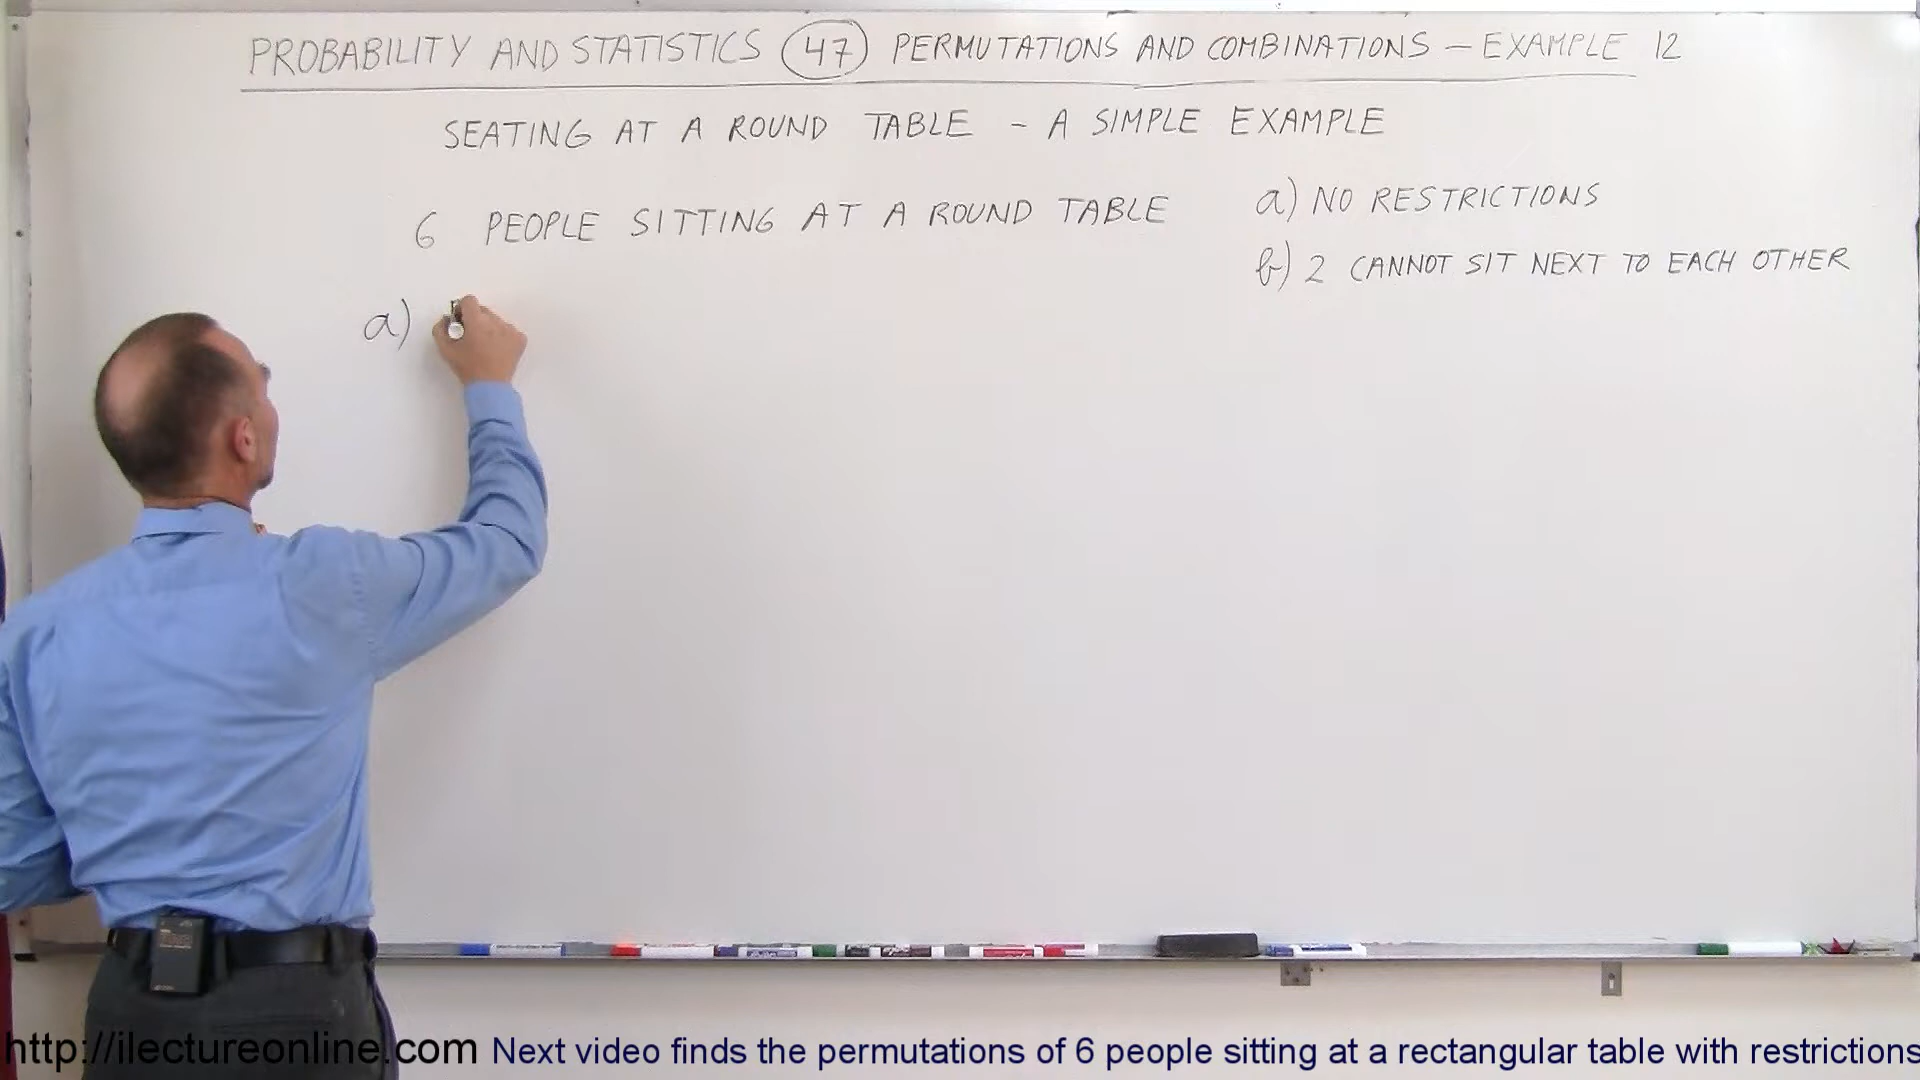 PROBABILITY AND STATISTICS 47 PERMUTATIONS AND COMBINATIONS - EXAMPLE 12
SEATING AT A ROUND TABLE - A SIMPLE EXAMPLE
6 PEOPLE SITTING AT A ROUND TABLE
a) NO RESTRICTIONS
b) 2 CANNOT SIT NEXT TO EACH OTHER
a)
http://ilectureonline.com Next video finds the permutations of 6 people sitting at a rectangular table with restrictions